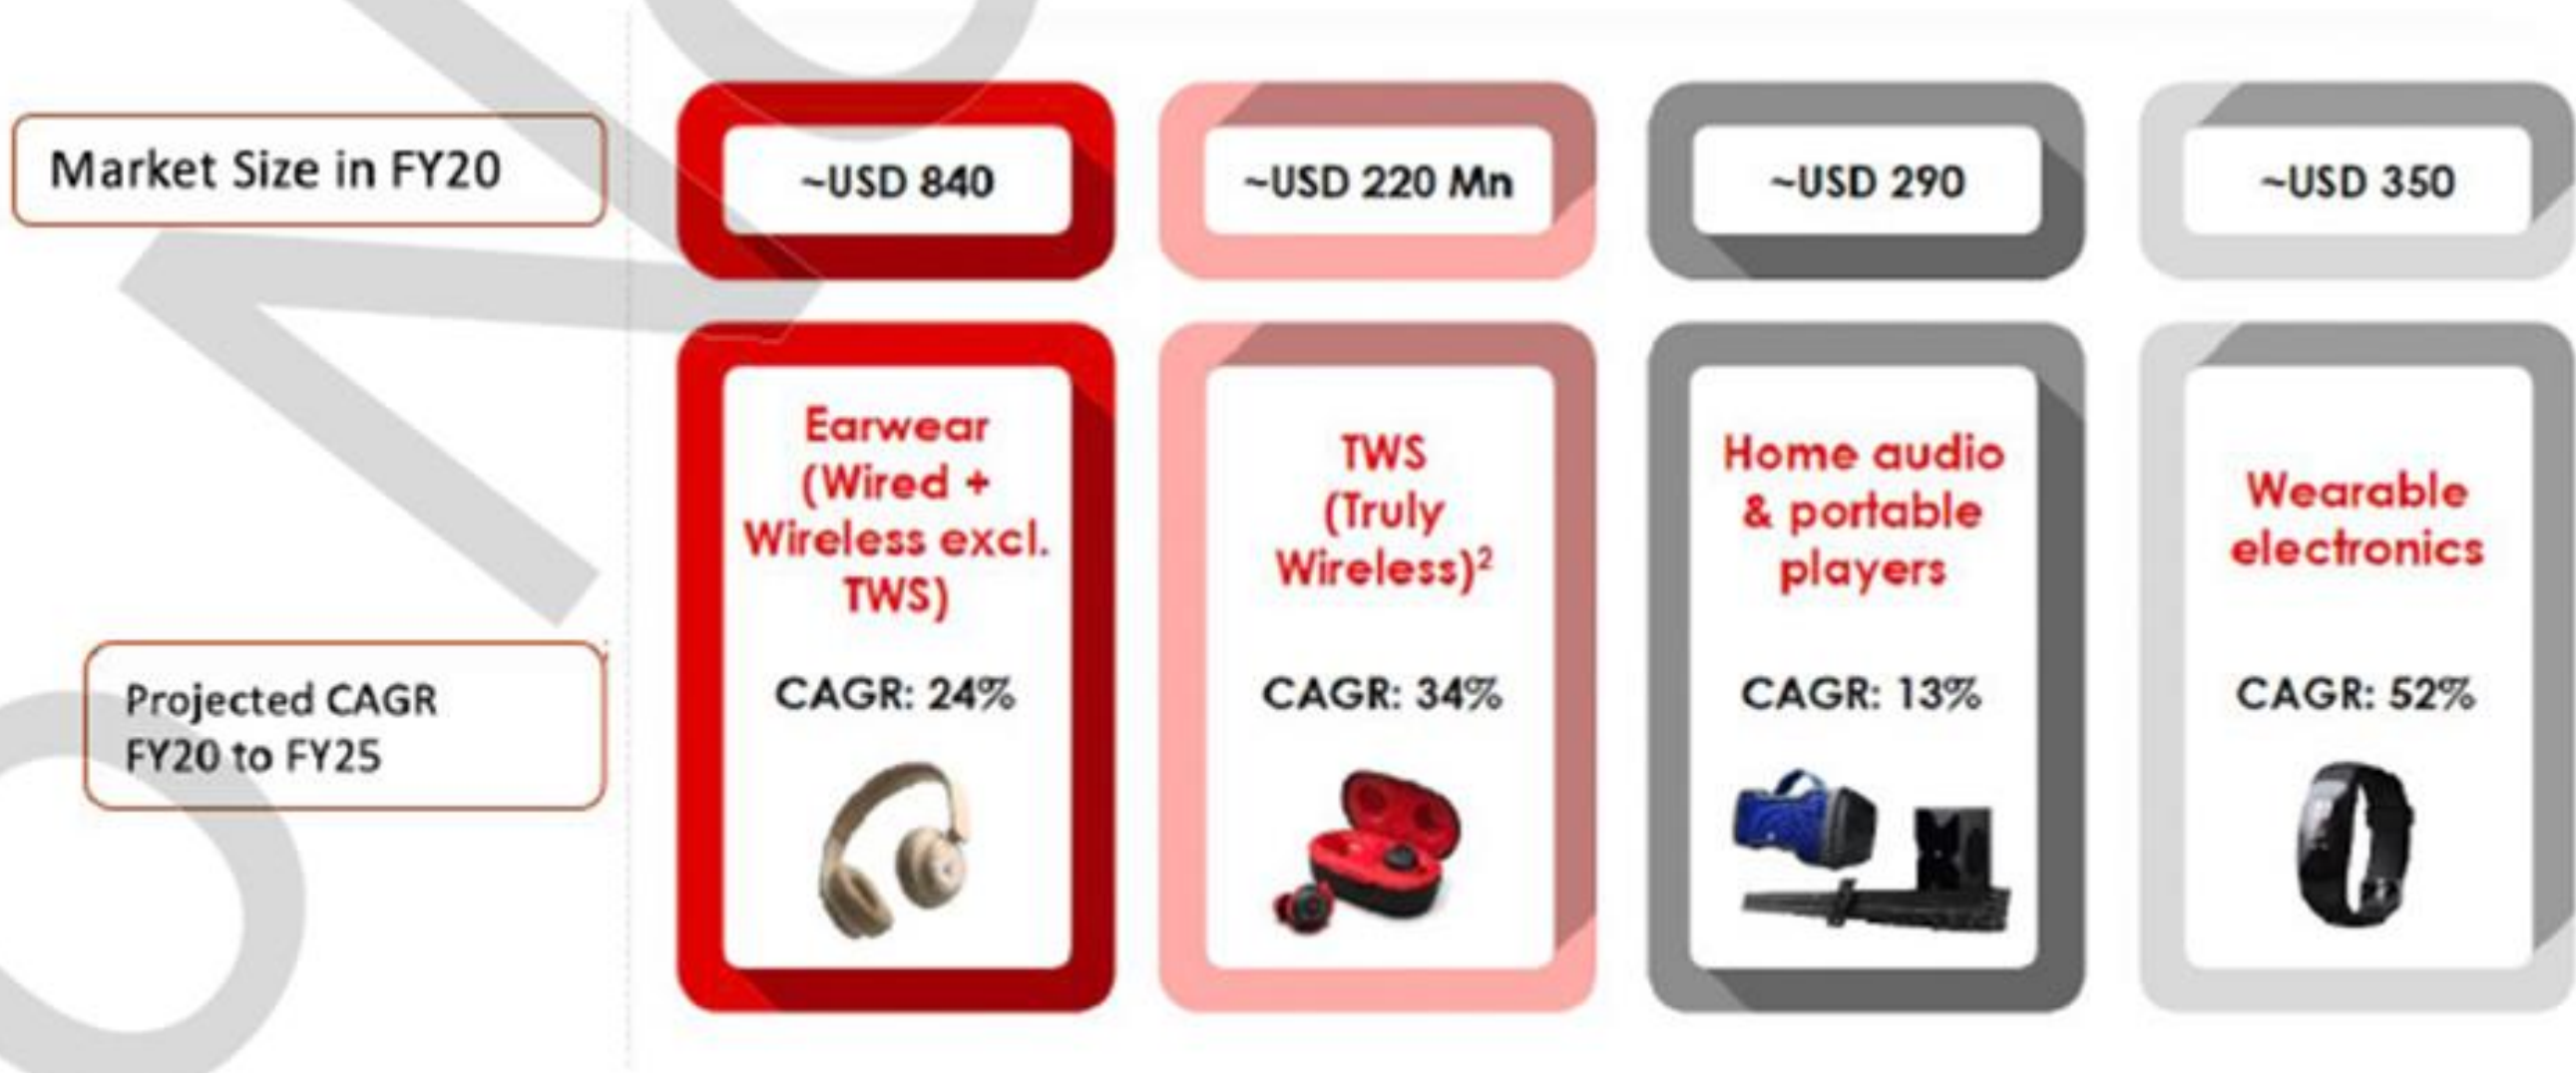 Market Size in FY20
~USD 840
~USD 220 Mn
~USD 290
~USD 350
Earwear
(Wired +
Wireless excl.
TWS)
CAGR: 24%
TWS
(Truly
Wireless)²
CAGR: 34%
Home audio
& portable
players
CAGR: 13%
Wearable
electronics
CAGR: 52%
Projected CAGR
FY20 to FY25